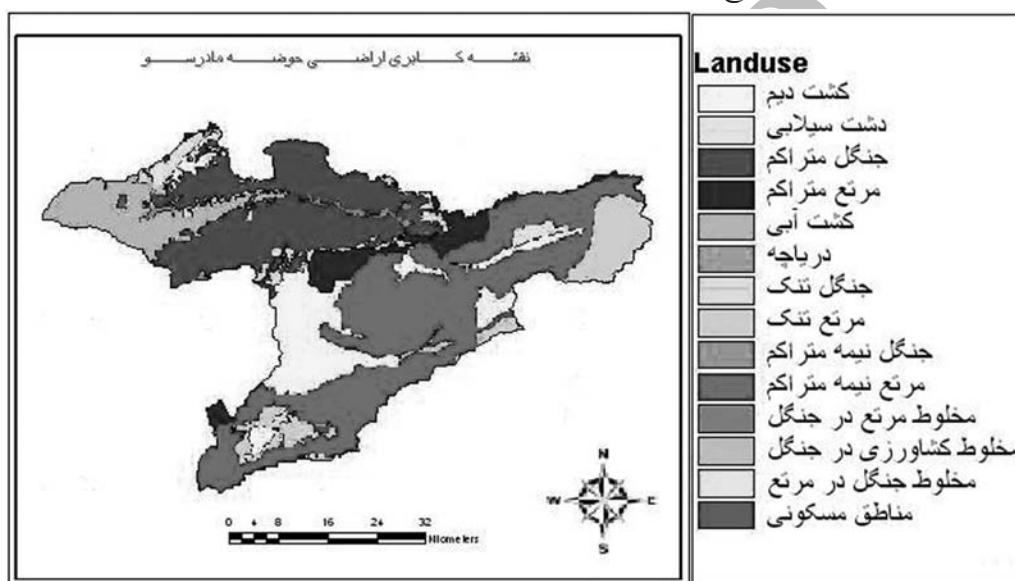 نقشه کاربری اراضی حوضه مادرسو
Landuse
کشت دیم
دشت سیلابی
جنگل متراکم
مرتع متراکم
کشت آبی
دریاچه
جنگل تنک
مرتع تنک
جنگل نیمه متراکم
مرتع نیمه متراکم
مخلوط مرتع در جنگل
مخلوط کشاورزی در جنگل
مخلوط جنگل در مرتع
مناطق مسکونی
N
W E
S
0 4 8 16 24 32
Kilometers